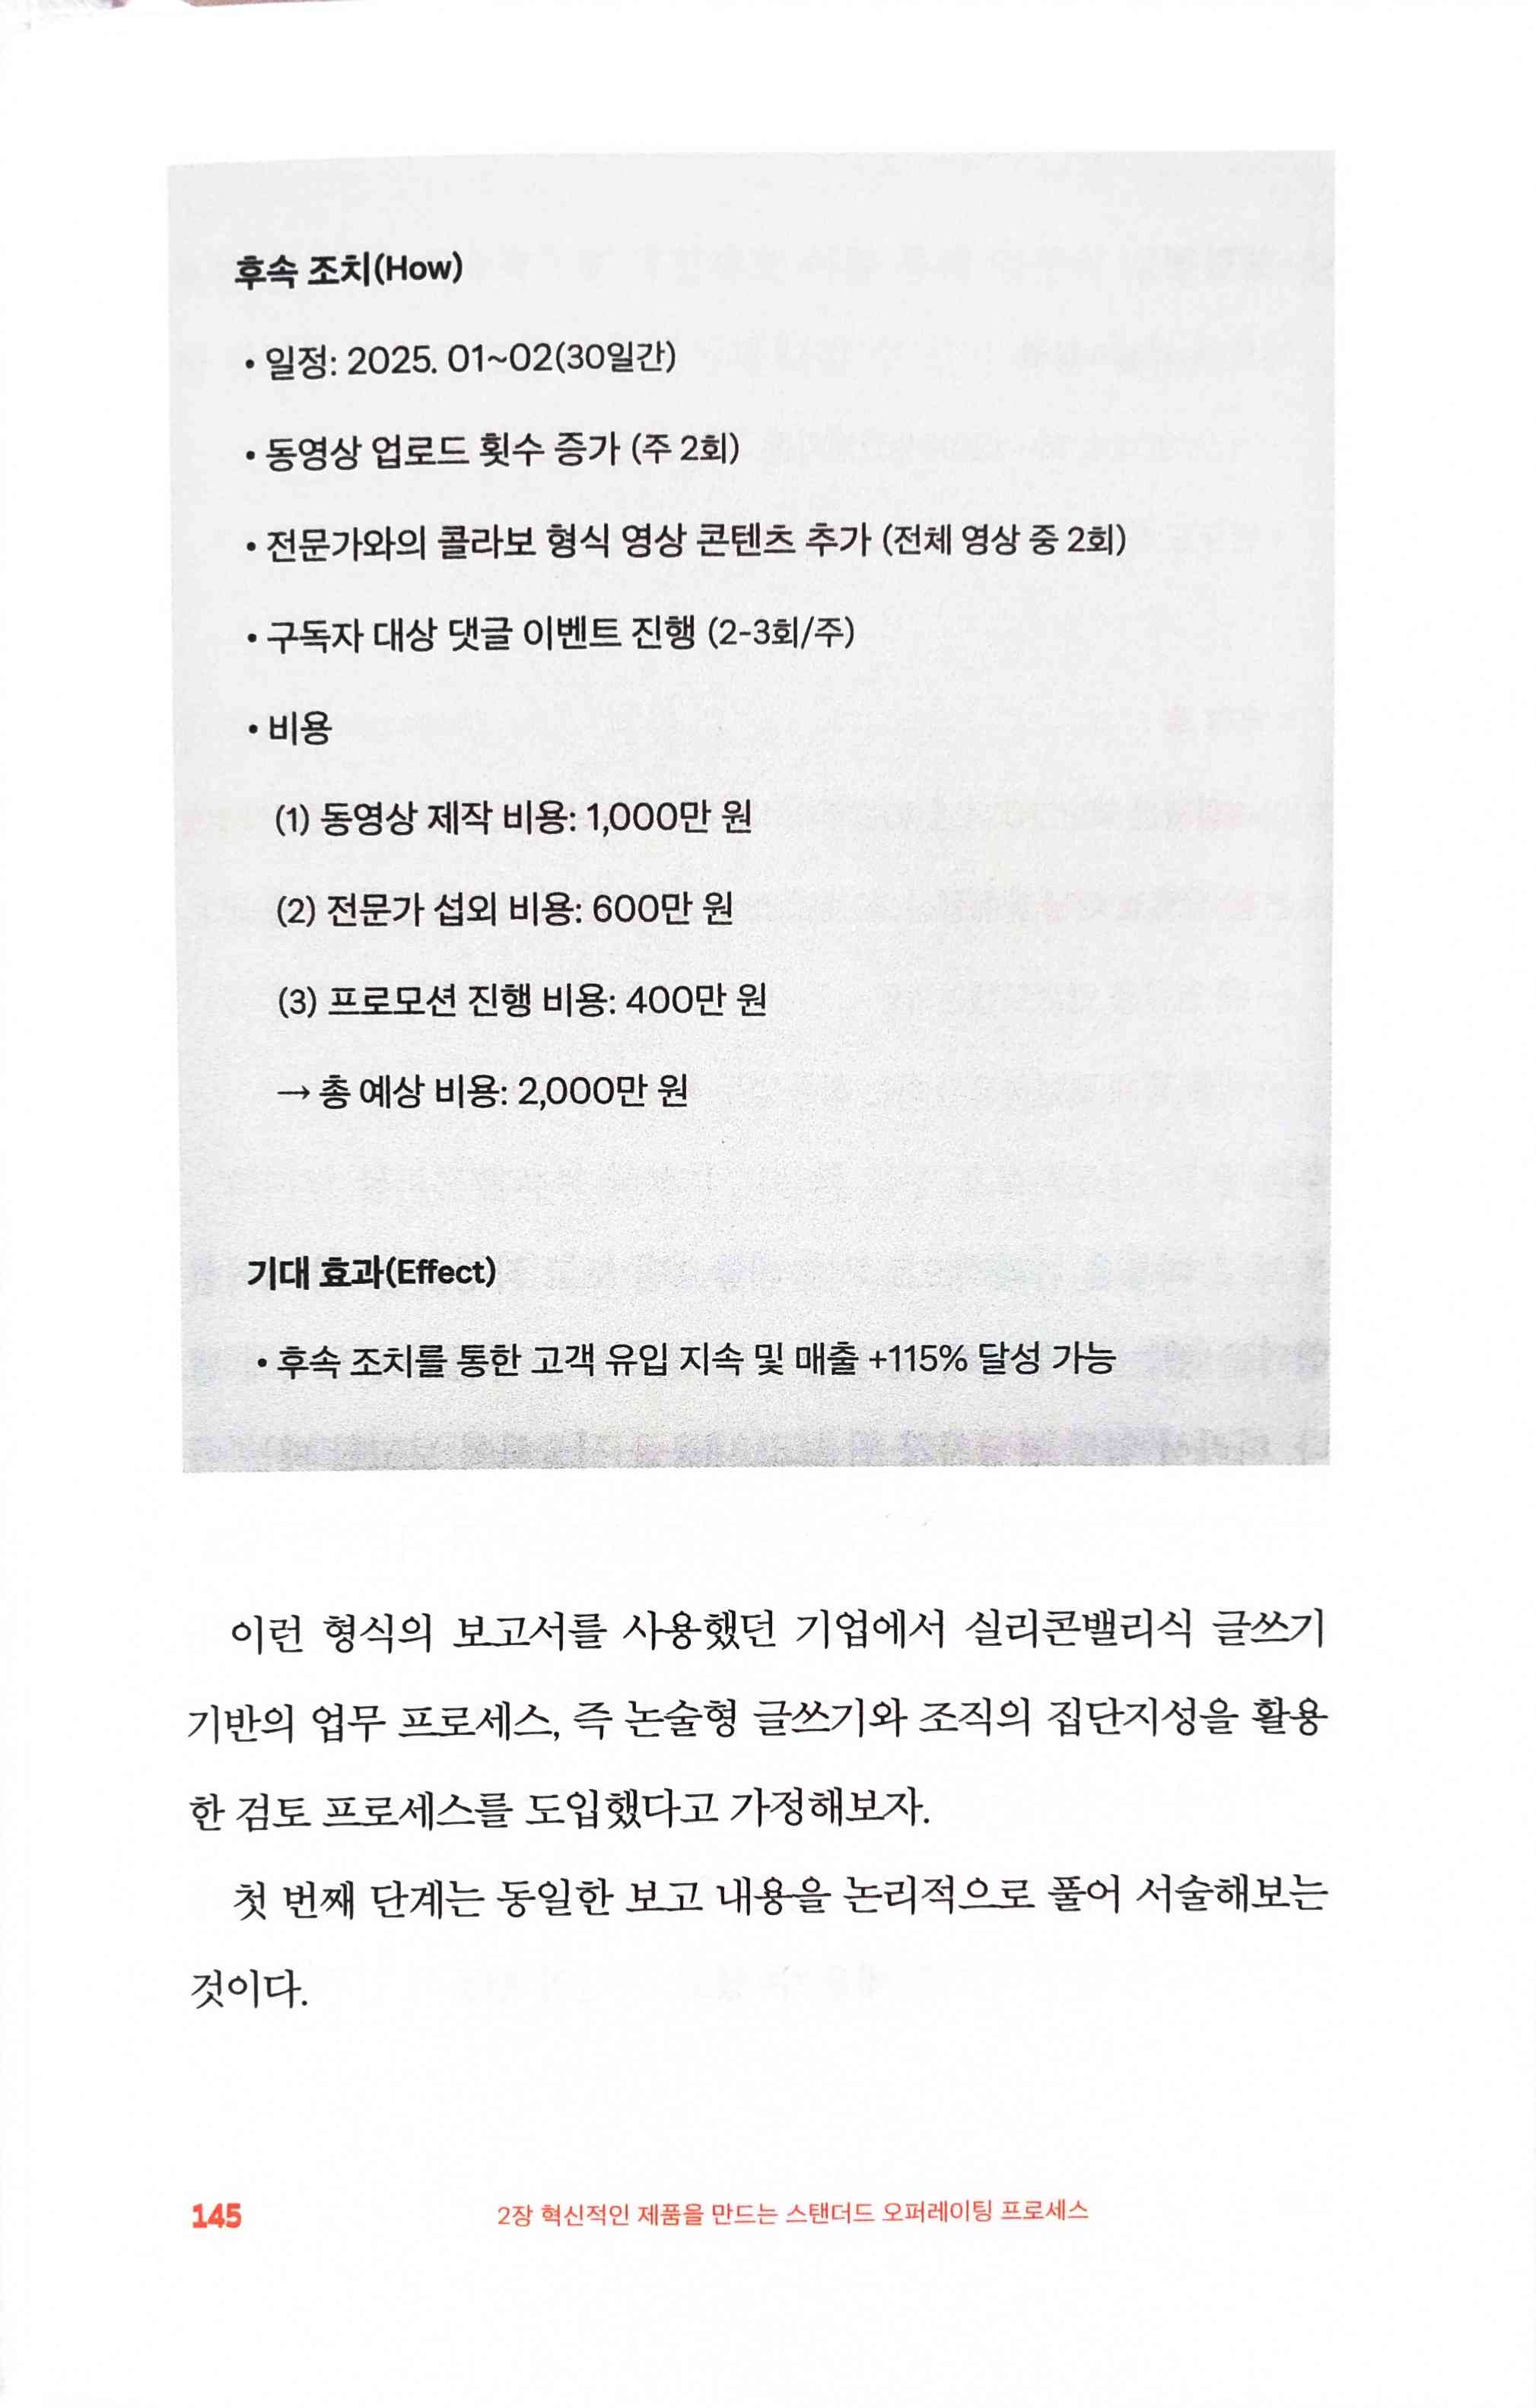 후속 조치(How)
• 일정: 2025. 01~02(30일간)
• 동영상 업로드 횟수 증가 (주 2회)
• 전문가와의 콜라보 형식 영상 콘텐츠 추가 (전체 영상 중 2회)
• 구독자 대상 댓글 이벤트 진행 (2-3회/주)
• 비용
(1) 동영상 제작 비용: 1,000만 원
(2) 전문가 섭외 비용: 600만 원
(3) 프로모션 진행 비용: 400만 원
→ 총 예상 비용: 2,000만 원
기대 효과(Effect)
• 후속 조치를 통한 고객 유입 지속 및 매출 +115% 달성 가능
이런 형식의 보고서를 사용했던 기업에서 실리콘밸리식 글쓰기
기반의 업무 프로세스, 즉 논술형 글쓰기와 조직의 집단지성을 활용
한 검토 프로세스를 도입했다고 가정해보자.
첫 번째 단계는 동일한 보고 내용을 논리적으로 풀어 서술해보는
것이다.
145 2장 혁신적인 제품을 만드는 스탠더드 오퍼레이팅 프로세스